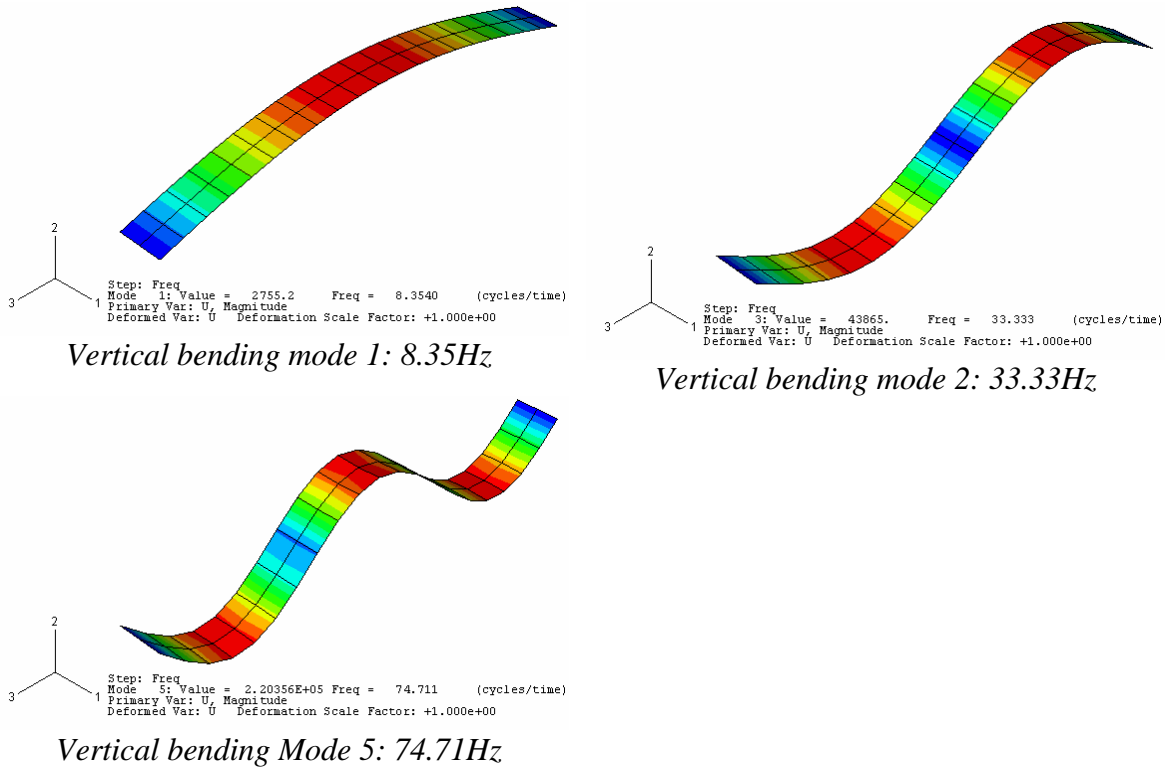 2
3
1
Step: Freq
Mode 1: Value = 2755.2 Freq = 8.3540 (cycles/time)
Primary Var: U, Magnitude
Deformed Var: U Deformation Scale Factor: +1.000e+00
Vertical bending mode 1: 8.35Hz
2
3
1
Step: Freq
Mode 3: Value = 43865. Freq = 33.333 (cycles/time)
Primary Var: U, Magnitude
Deformed Var: U Deformation Scale Factor: +1.000e+00
Vertical bending mode 2: 33.33Hz
2
3
1
Step: Freq
Mode 5: Value = 2.20356E+05 Freq = 74.711 (cycles/time)
Primary Var: U, Magnitude
Deformed Var: U Deformation Scale Factor: +1.000e+00
Vertical bending Mode 5: 74.71Hz